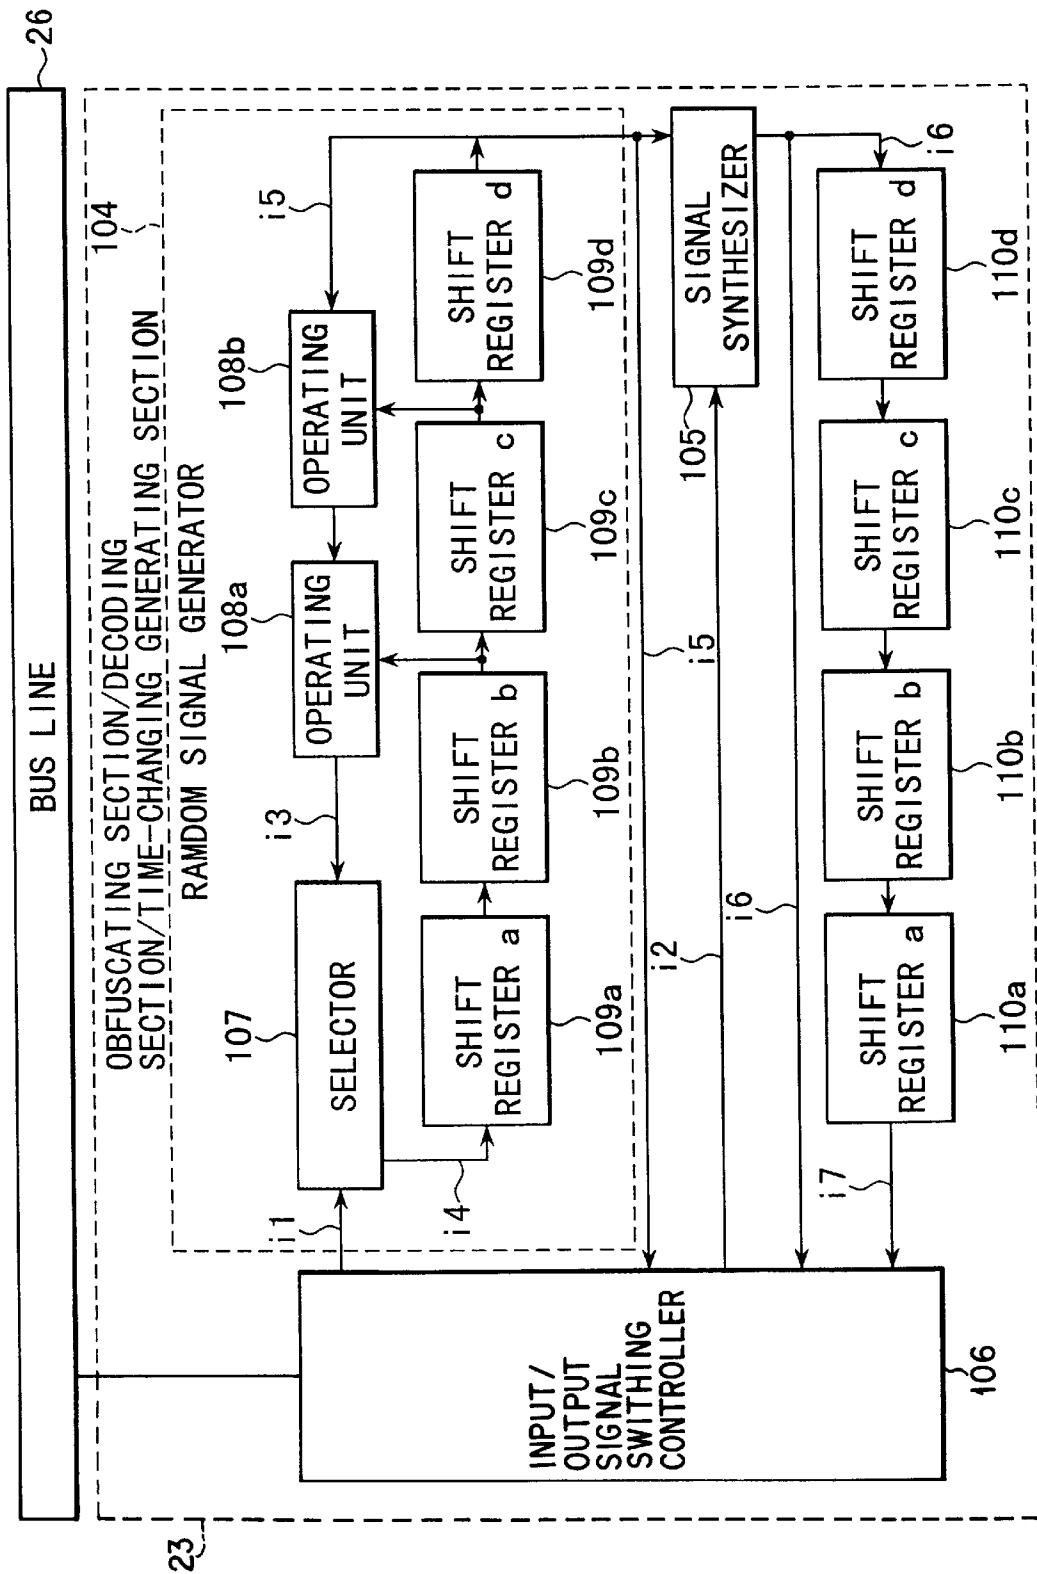 26
BUS LINE
23
OBFUSCATING SECTION/DECODING
SECTION/TIME-CHANGING GENERATING SECTION
104
RAMDOM SIGNAL GENERATOR
107
SELECTOR
i3
108a
OPERATING
UNIT
108b
OPERATING
UNIT
i5
i1
i4
SHIFT
REGISTER a
109a
SHIFT
REGISTER b
109b
SHIFT
REGISTER c
109c
SHIFT
REGISTER d
109d
i5
i2
105
SIGNAL
SYNTHESIZER
i6
i6
INPUT/
OUTPUT
SIGNAL
SWITHING
CONTROLLER
106
i7
SHIFT
REGISTER a
110a
SHIFT
REGISTER b
110b
SHIFT
REGISTER c
110c
SHIFT
REGISTER d
110d